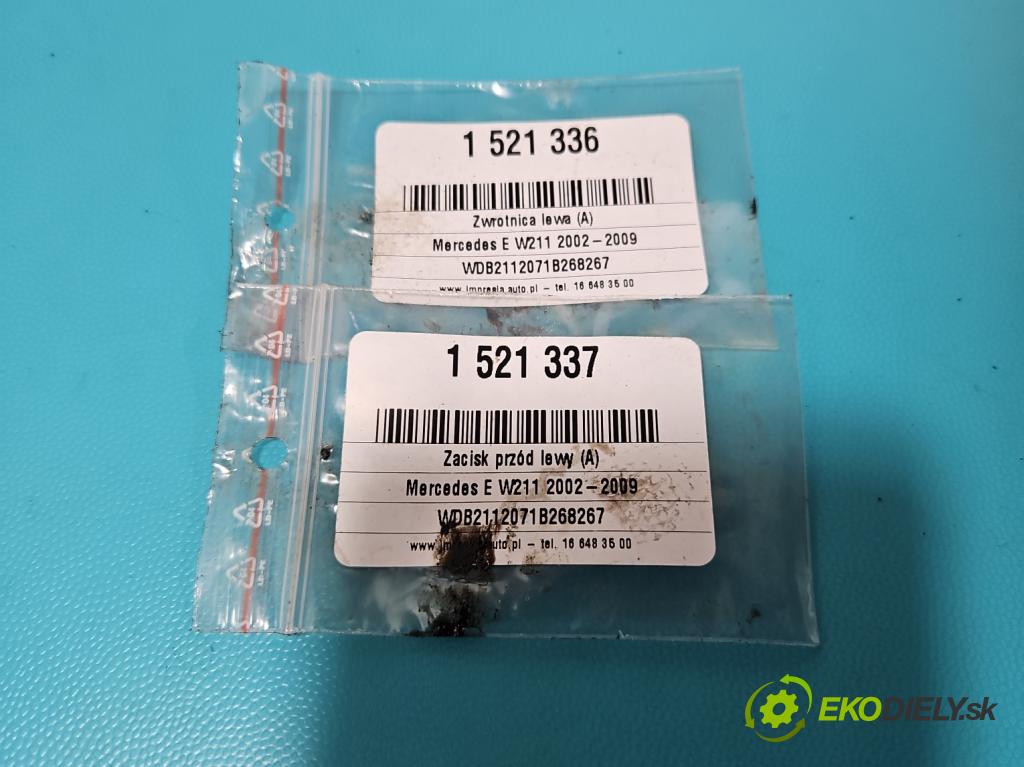 1 521 336
Zwrotnica lewa (A)
Mercedes E W211 2002-2009
WDB2112071B268267
www.impresja.auto.pl - tel. 16 648 35 00
1 521 337
Zacisk przód lewy (A)
Mercedes E W211 2002-2009
WDB2112071B268267
tel. 16 648 35 00
EKODIELY.sk